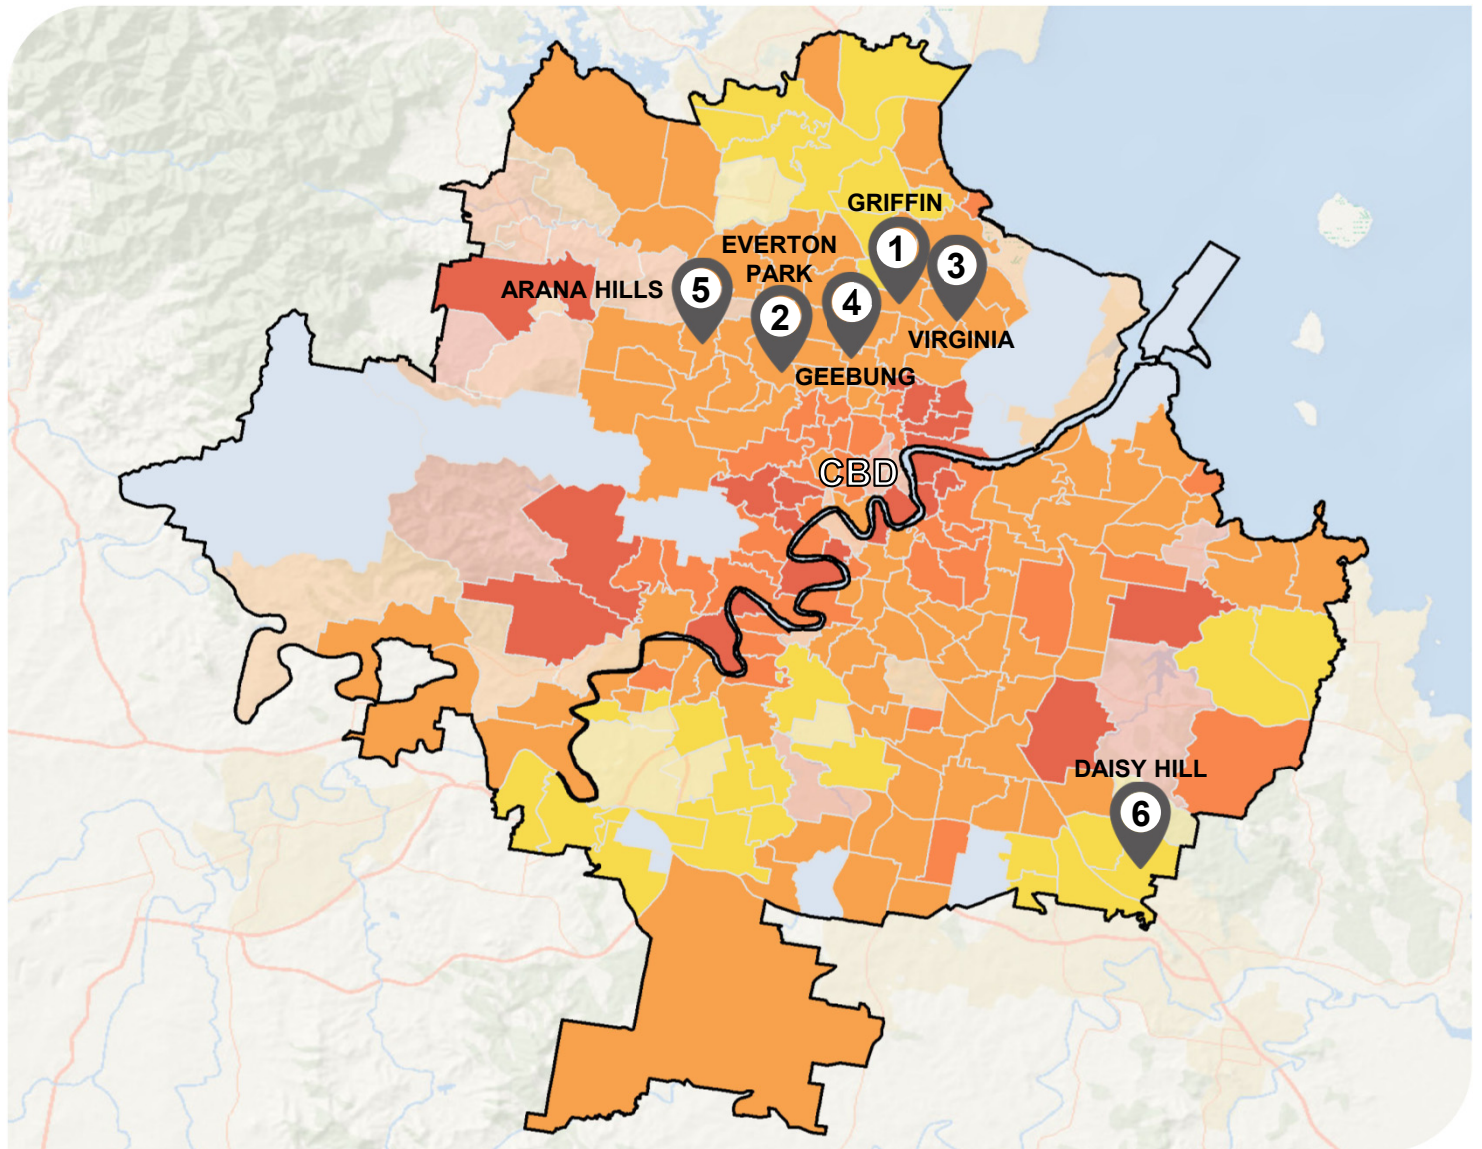 GRIFFIN
1
EVERTON
PARK
3
ARANA HILLS
5
2
4
VIRGINIA
GEEBUNG
CBD
DAISY HILL
6